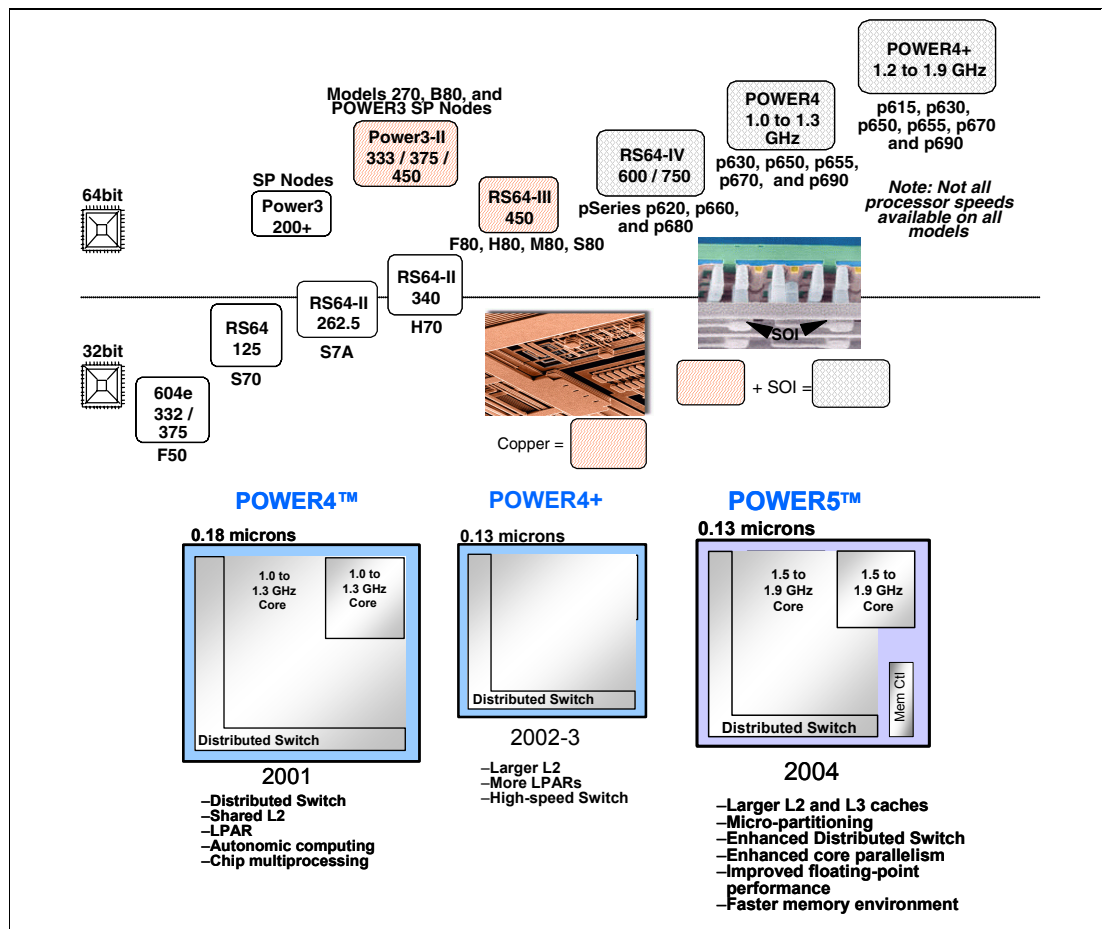 POWER4+
1.2 to 1.9 GHz
p615, p630,
p650, p655, p670
and p690
Note: Not all
processor speeds
available on all
models
POWER4
1.0 to 1.3
GHz
p630, p650, p655,
p670, and p690
Models 270, B80, and
POWER3 SP Nodes
Power3-II
333 / 375 /
450
RS64-IV
600 / 750
pSeries p620, p660,
and p680
SP Nodes
Power3
200+
RS64-III
450
F80, H80, M80, S80
64bit
RS64-II
340
H70
RS64-II
262.5
S7A
RS64
125
S70
32bit
604e
332 /
375
F50
SOI
+ SOI =
Copper =
POWER4™
0.18 microns
1.0 to
1.3 GHz
Core
1.0 to
1.3 GHz
Core
Distributed Switch
2001
–Distributed Switch
–Shared L2
–LPAR
–Autonomic computing
–Chip multiprocessing
POWER4+
0.13 microns
Distributed Switch
2002-3
–Larger L2
–More LPARs
–High-speed Switch
POWER5™
0.13 microns
1.5 to
1.9 GHz
Core
1.5 to
1.9 GHz
Core
Mem Ctl
Distributed Switch
2004
–Larger L2 and L3 caches
–Micro-partitioning
–Enhanced Distributed Switch
–Enhanced core parallelism
–Improved floating-point
performance
–Faster memory environment